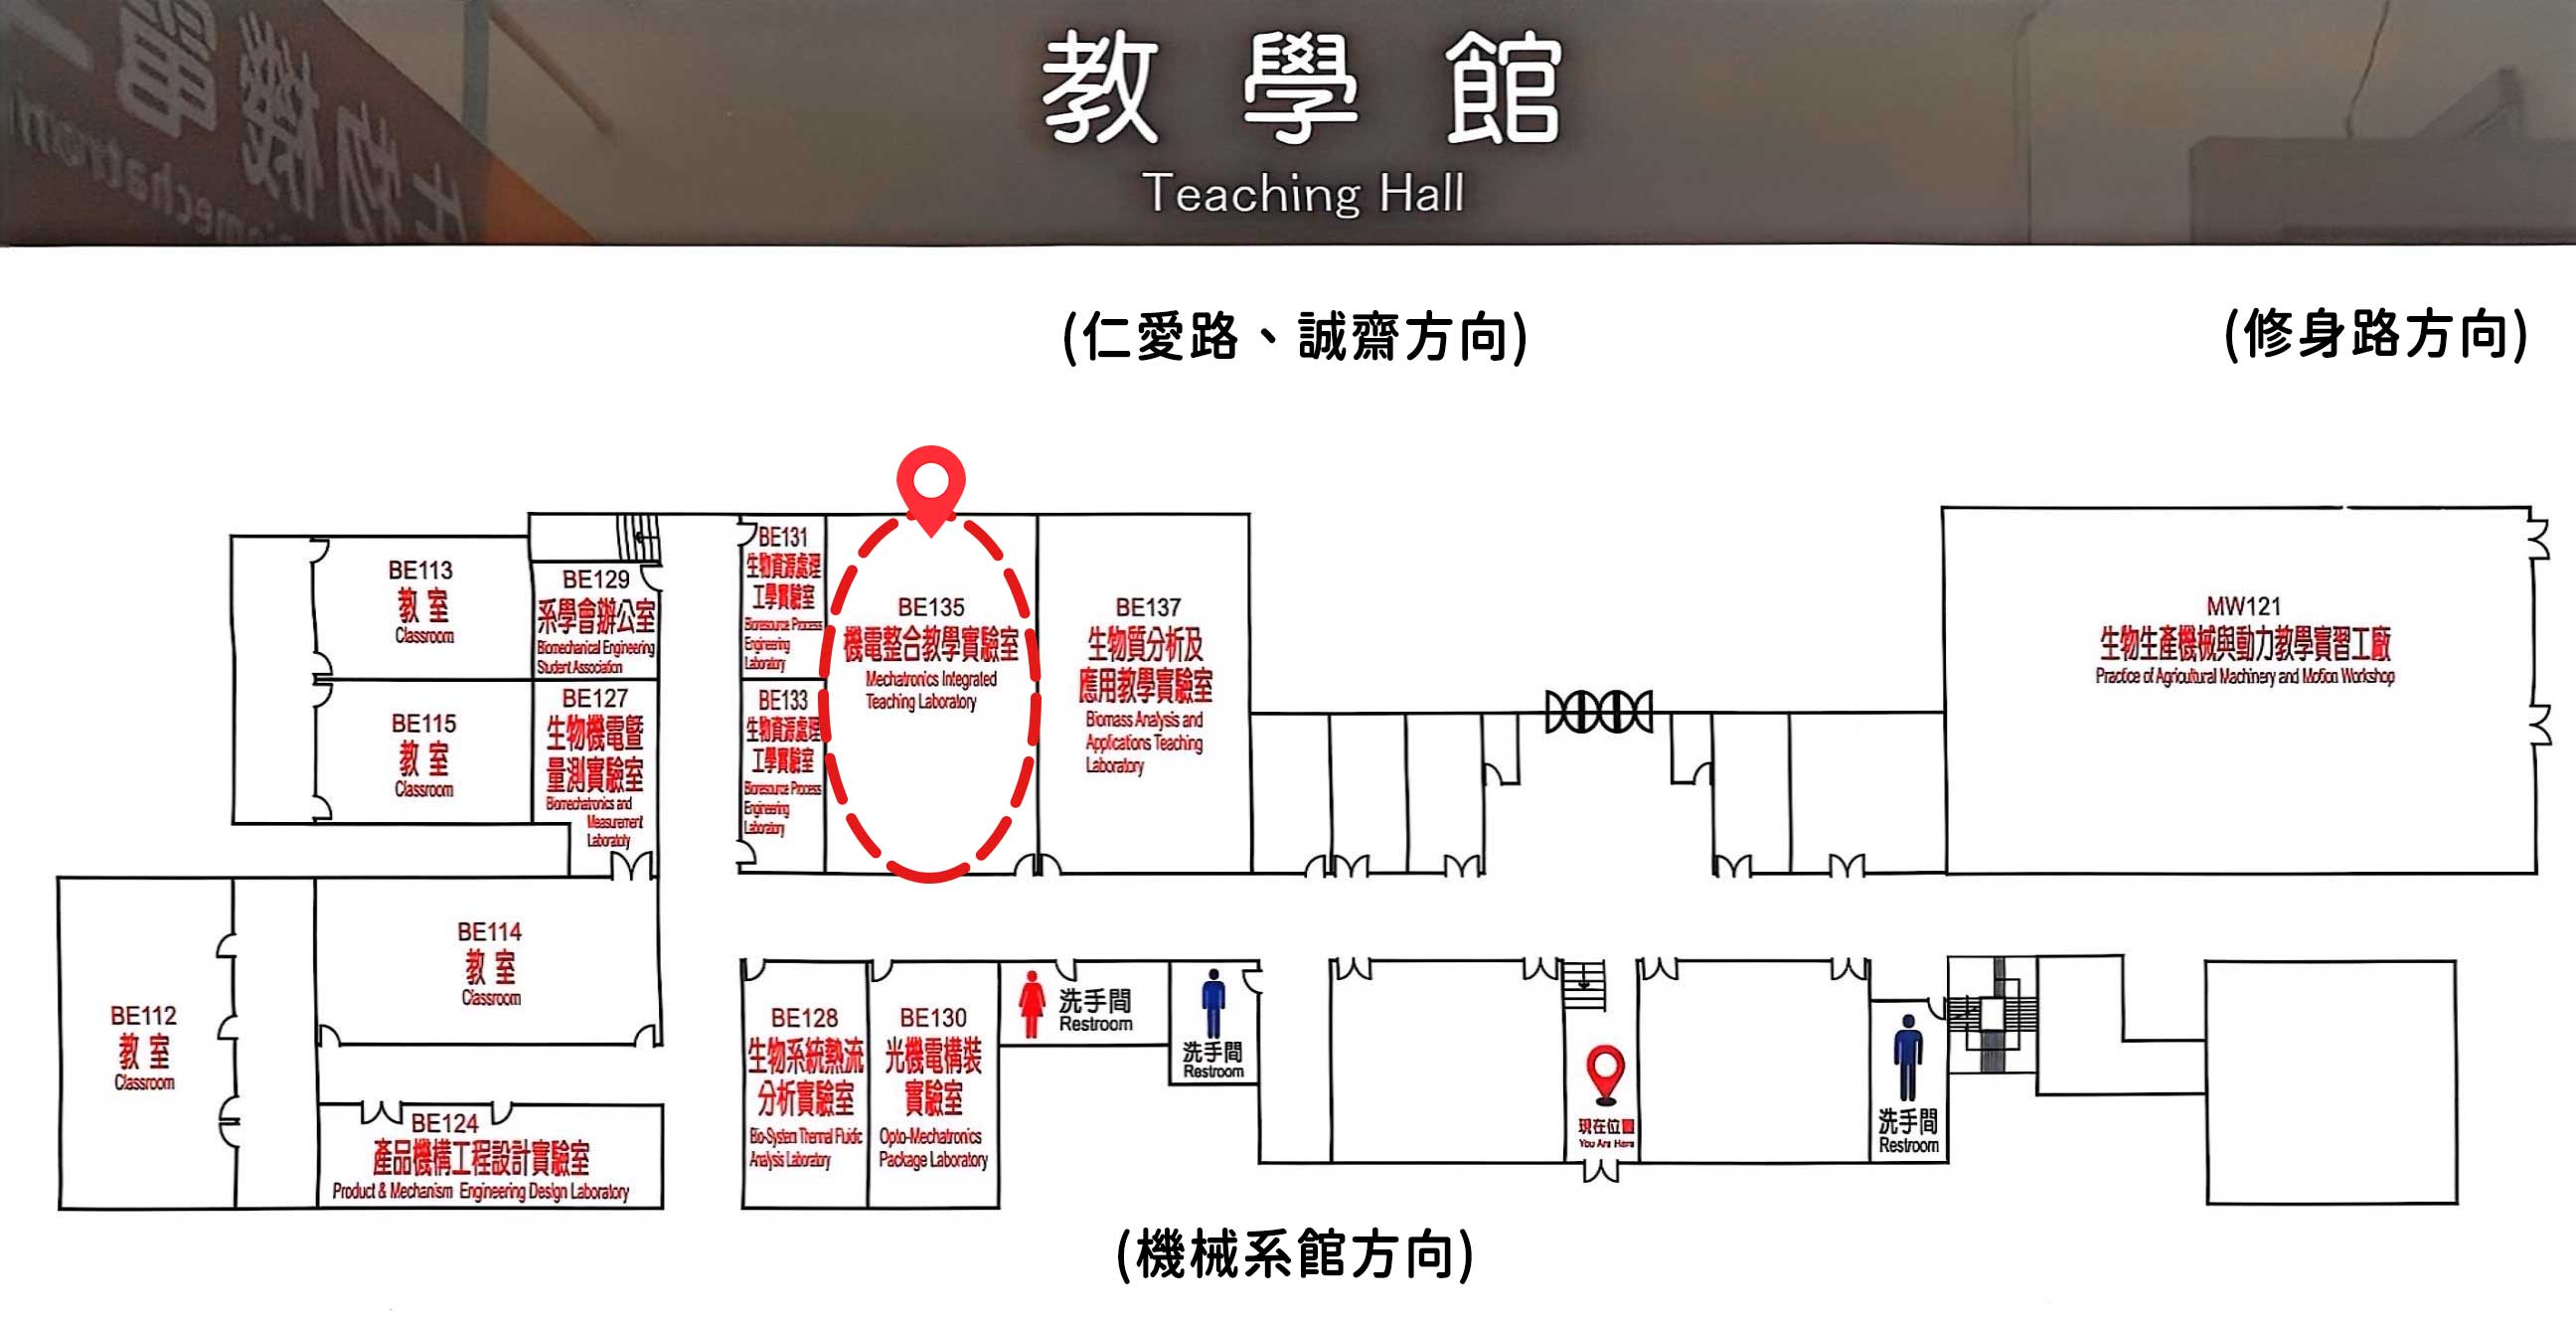 教學館
Teaching Hall
(仁愛路、誠齋方向)
(修身路方向)
BE113
教室
Classroom
BE129
系學會辦公室
Biomechanical Engineering
Student Association
BE115
教室
Classroom
BE127
生物機電暨
量測實驗室
Biomechatronics and
Measurement
Laboratoty
BE131
生物資源處理
工學實驗室
Bioresource Process
Engineering
Laboratory
BE133
生物資源處理
工學實驗室
Bioresource Process
Engineering
Laboratory
BE135
機電整合教學實驗室
Mechatronics Integrated
Teaching Laboratory
BE137
生物質分析及
應用教學實驗室
Biomass Analysis and
Applications Teaching
Laboratory
MW121
生物生產機械與動力教學實習工廠
Practice of Agricultural Machinery and Motion Workshop
BE112
教室
Classroom
BE114
教室
Classroom
BE124
產品機構工程設計實驗室
Product & Mechanism Engineering Design Laboratory
BE128
生物系統熱流
分析實驗室
Bio-System Thermal Fluidic
Analysis Laboratory
BE130
光機電構裝
實驗室
Opto-Mechatronics
Package Laboratory
洗手間
Restroom
洗手間
Restroom
現在位置
You Are Here
洗手間
Restroom
(機械系館方向)